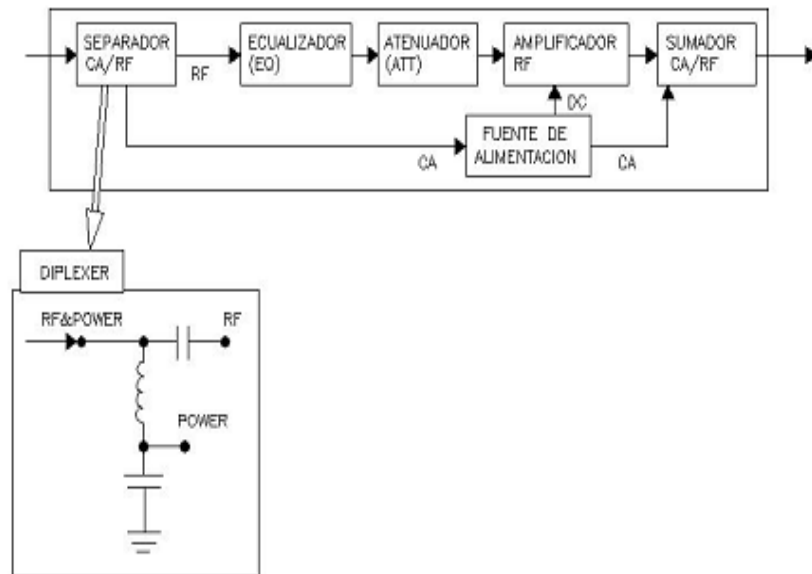 SEPARADOR
CA/RF
RF
ECUALIZADOR
(EQ)
ATENUADOR
(ATT)
AMPLIFICADOR
RF
SUMADOR
CA/RF
DC
FUENTE DE
ALIMENTACION
CA
CA
DIPLEXER
RF&POWER
RF
POWER